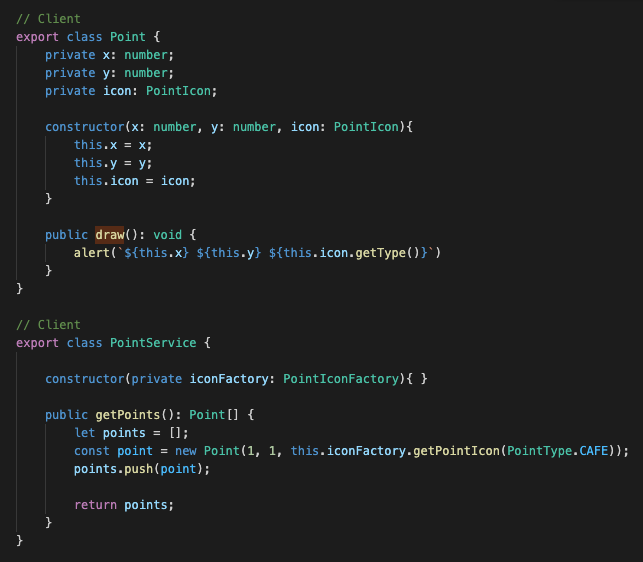 // Client
export class Point {
    private x: number;
    private y: number;
    private icon: PointIcon;

    constructor(x: number, y: number, icon: PointIcon){
        this.x = x;
        this.y = y;
        this.icon = icon;
    }

    public draw(): void {
        alert(`${this.x} ${this.y} ${this.icon.getType()}`)
    }
}

// Client
export class PointService {

    constructor(private iconFactory: PointIconFactory){ }

    public getPoints(): Point[] {
        let points = [];
        const point = new Point(1, 1, this.iconFactory.getPointIcon(PointType.CAFE));
        points.push(point);

        return points;
    }
}